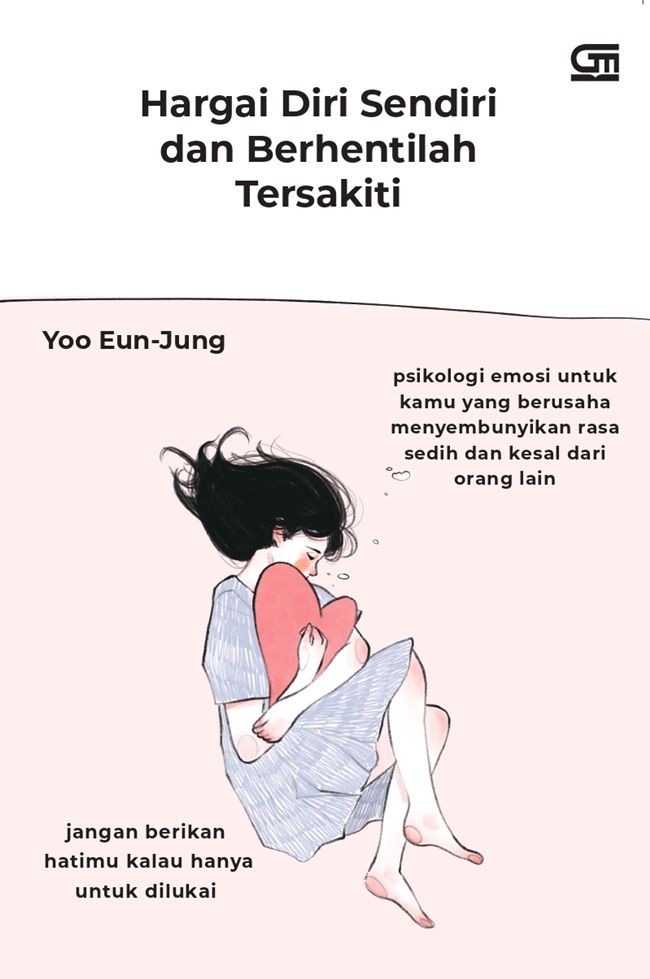 GM
Hargai Diri Sendiri
dan Berhentilah
Tersakiti
Yoo Eun-Jung
psikologi emosi untuk
kamu yang berusaha
menyembunyikan rasa
sedih dan kesal dari
orang lain
jangan berikan
hatimu kalau hanya
untuk dilukai